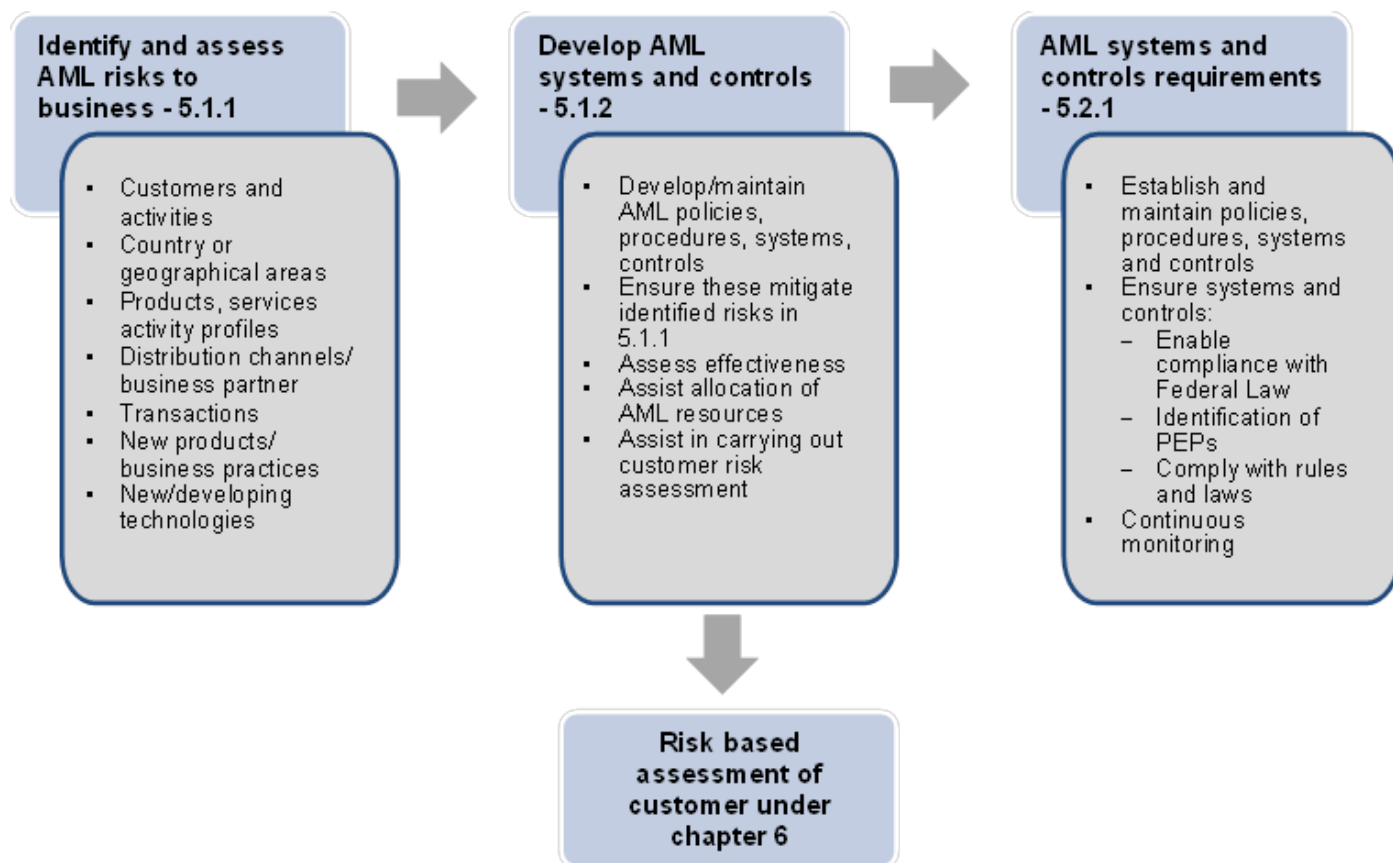 Identify and assess
AML risks to
business - 5.1.1
▪ Customers and
activities
▪ Country or
geographical areas
▪ Products, services
activity profiles
▪ Distribution channels/
business partner
▪ Transactions
▪ New products/
business practices
▪ New/developing
technologies
Develop AML
systems and controls
- 5.1.2
▪ Develop/maintain
AML policies,
procedures, systems,
controls
▪ Ensure these mitigate
identified risks in
5.1.1
▪ Assess effectiveness
▪ Assist allocation of
AML resources
▪ Assist in carrying out
customer risk
assessment
AML systems and
controls requirements
- 5.2.1
▪ Establish and
maintain policies,
procedures, systems
and controls
▪ Ensure systems and
controls:
– Enable
compliance with
Federal Law
– Identification of
PEPs
– Comply with rules
and laws
▪ Continuous
monitoring
Risk based
assessment of
customer under
chapter 6